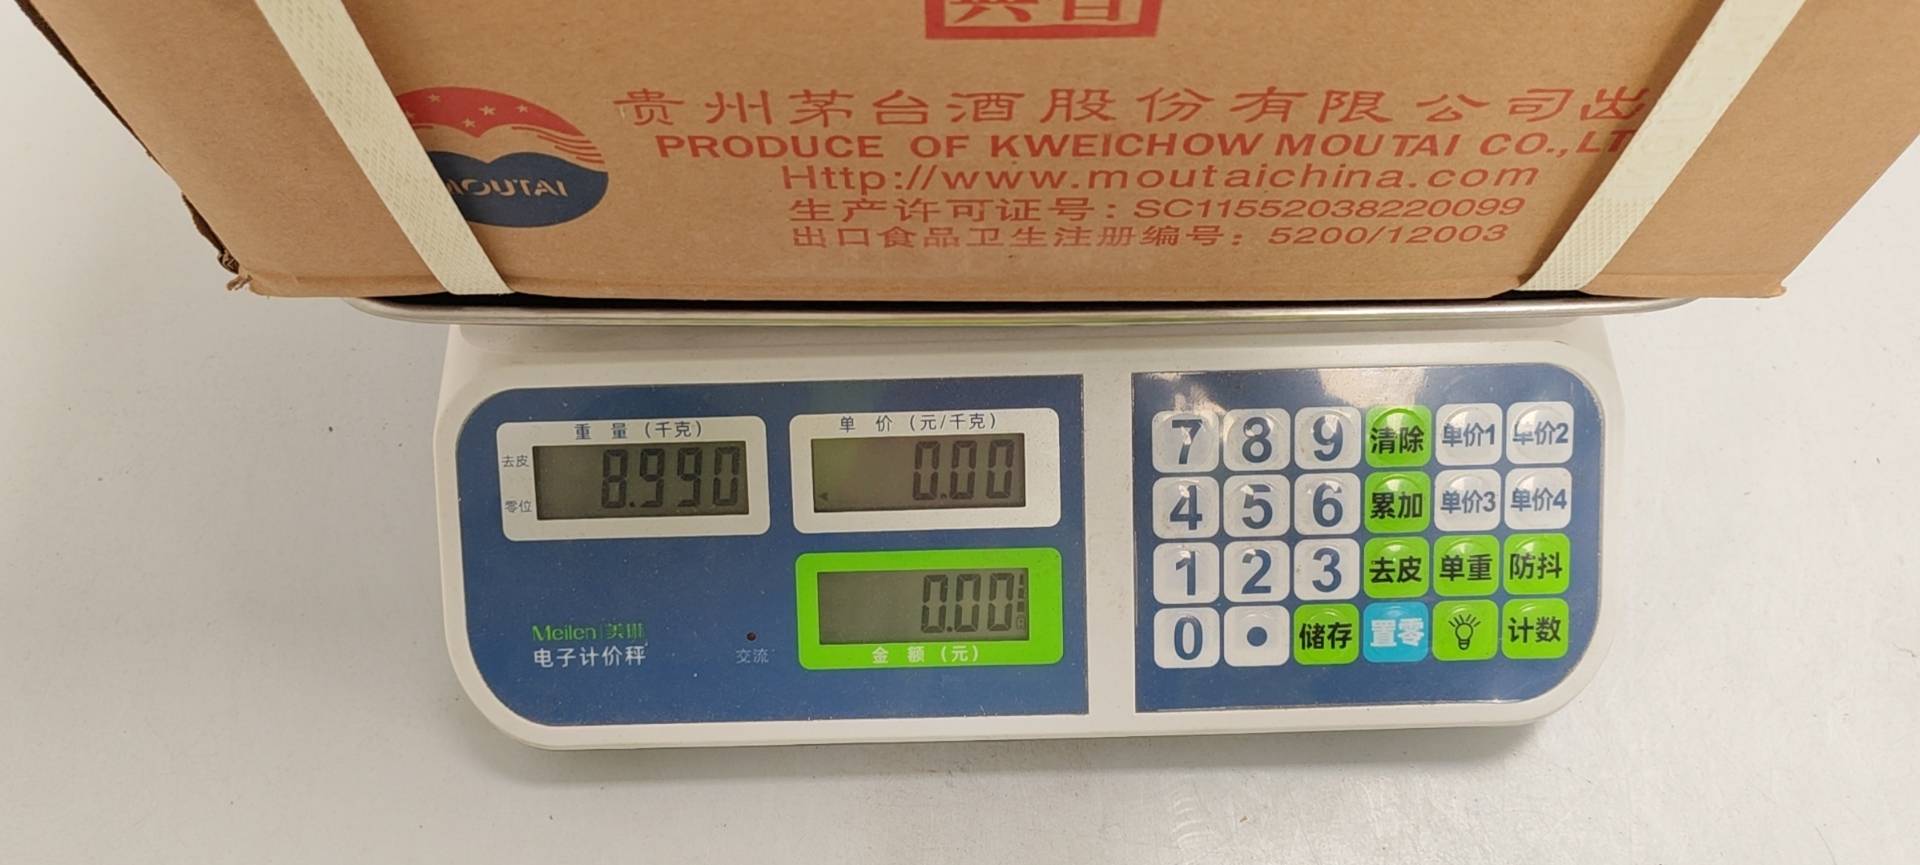 MOUTAI
贵州茅台酒股份有限公司出
PRODUCE OF KWEICHOW MOUTAI CO.,LT
Http://www.moutaichina.com
生产许可证号：SC11552038220099
出口食品卫生注册编号：5200/12003
重 量（千克）
去皮
零位
8.990
单 价（元/千克）
0.00
0.00
金 额（元）
Meilen 美琳
电子计价秤
交流
7 8 9 清除 单价1 单价2
4 5 6 累加 单价3 单价4
1 2 3 去皮 单重 防抖
0 • 储存 置零 计数